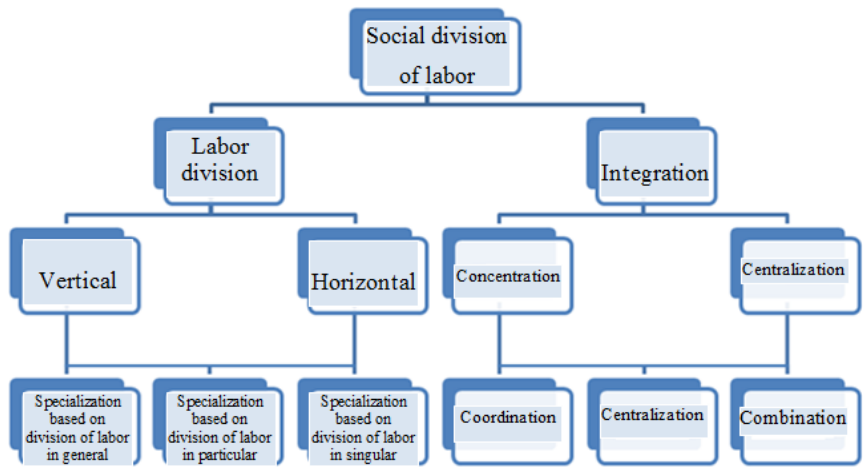 Social division
of labor
Labor
division
Integration
Vertical
Horizontal
Concentration
Centralization
Specialization
based on
division of labor
in general
Specialization
based on
division of labor
in particular
Specialization
based on
division of labor
in singular
Coordination
Centralization
Combination